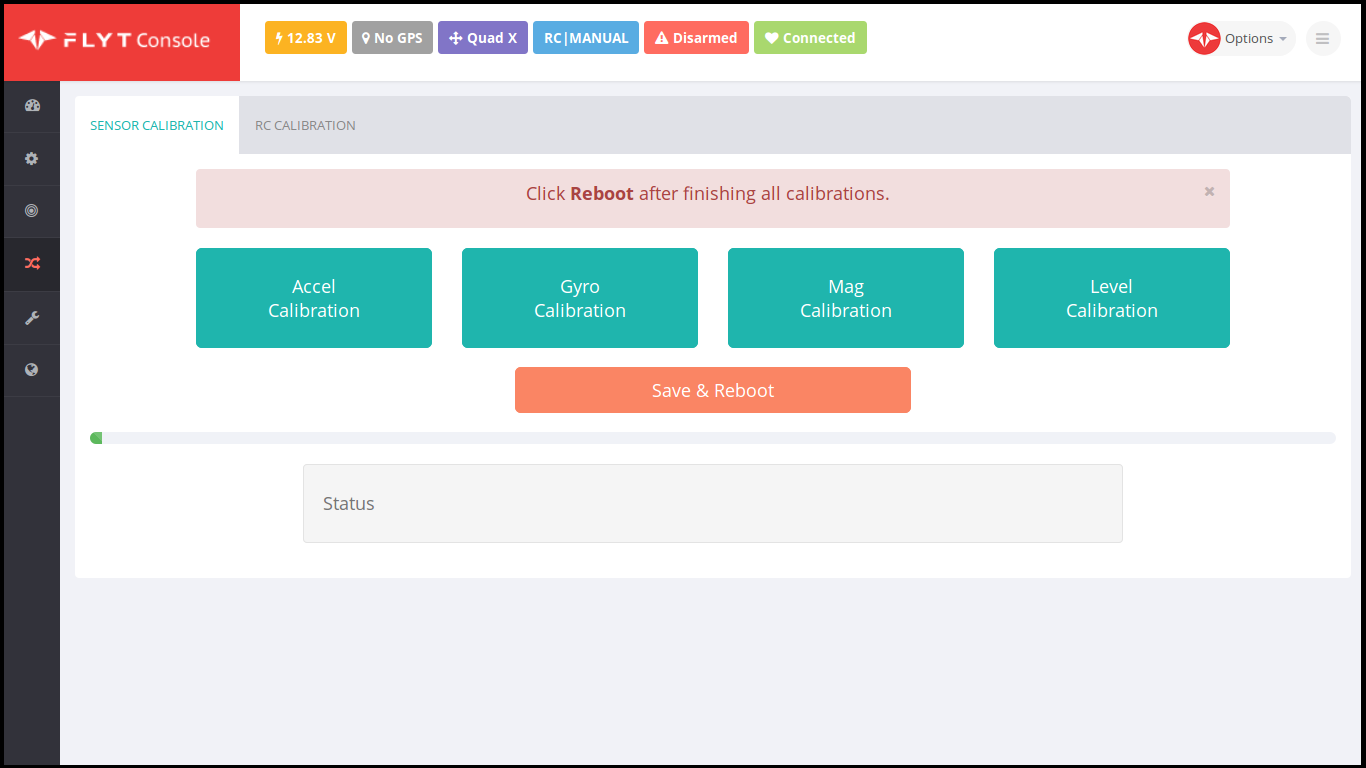 FLYT Console
12.83 V
No GPS
Quad X
RC|MANUAL
Disarmed
Connected
Options
SENSOR CALIBRATION
RC CALIBRATION
Click Reboot after finishing all calibrations.
Accel
Calibration
Gyro
Calibration
Mag
Calibration
Level
Calibration
Save & Reboot
Status